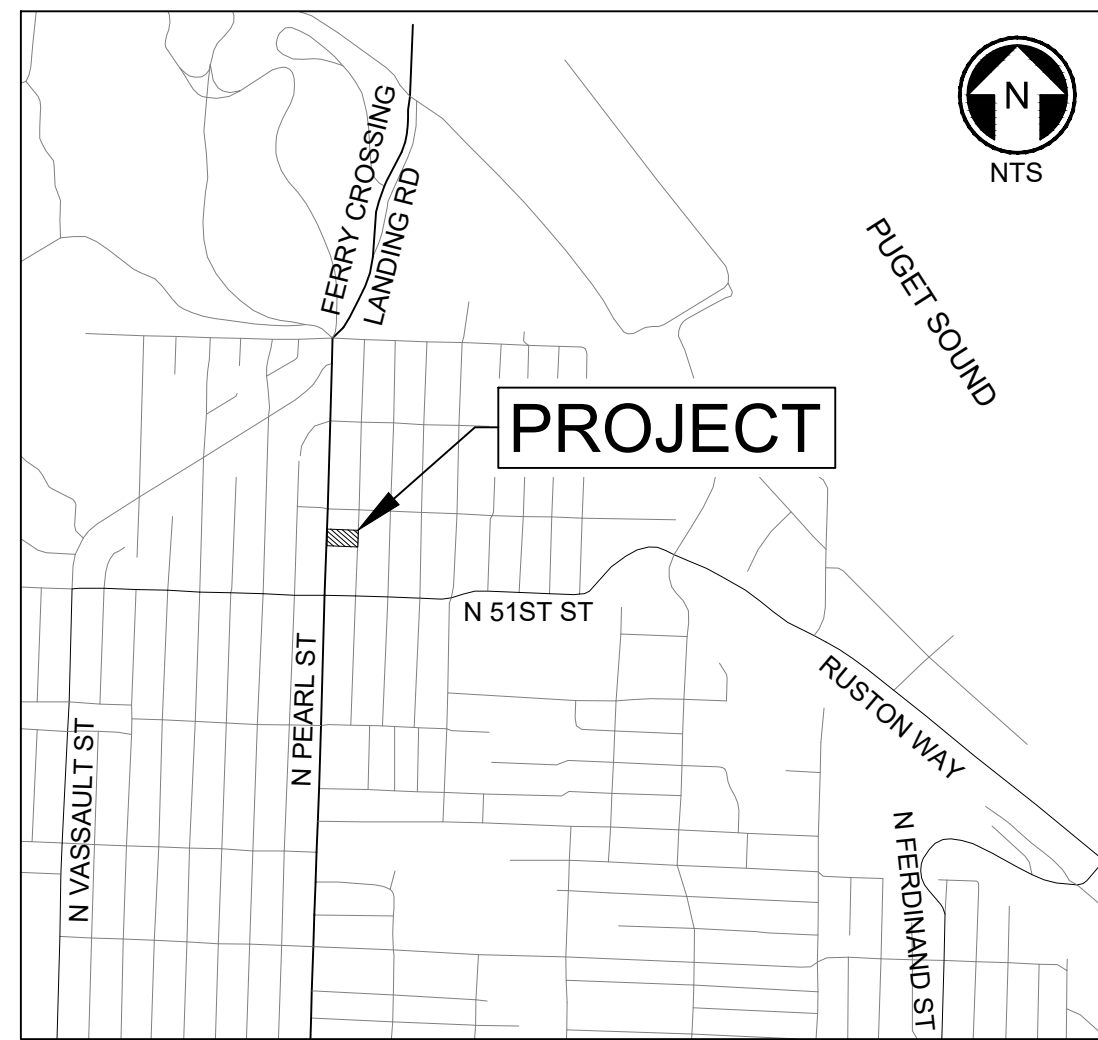 N
NTS
FERRY CROSSING
LANDING RD
PUGET SOUND
PROJECT
N 51ST ST
N PEARL ST
RUSTON WAY
N VASSAULT ST
N FERDINAND ST